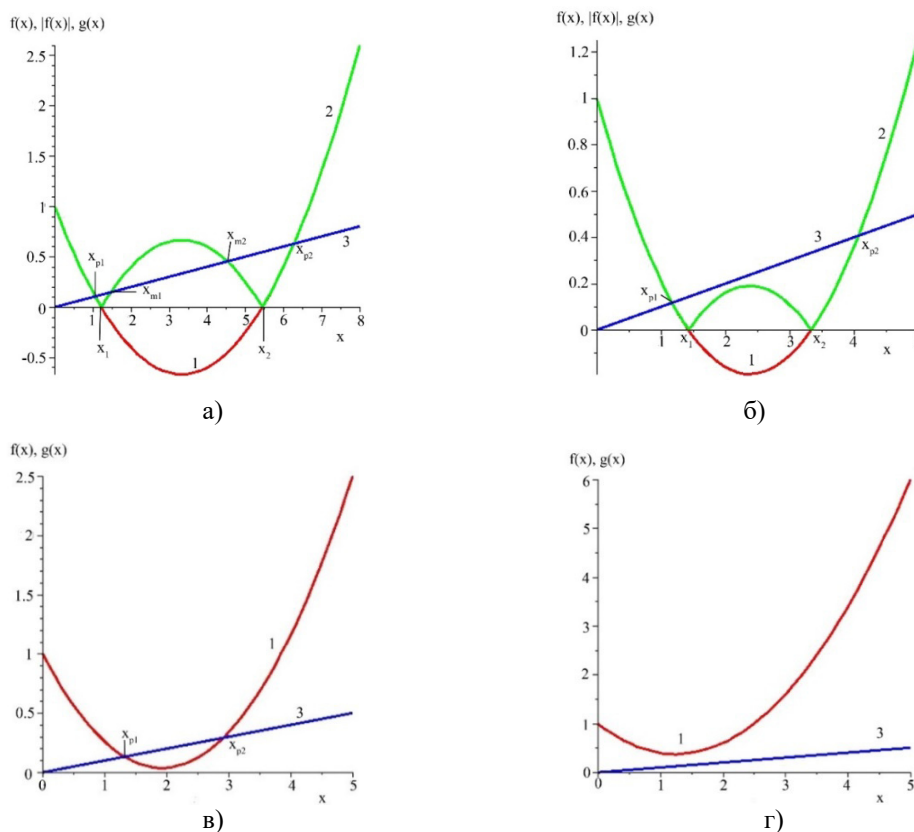 f(x), |f(x)|, g(x)
2.5
2
1.5
1
0.5
0
-0.5
1 2 3 4 5 6 7 8
x
x_p1
x_m1
x_m2
x_p2
x_1
x_2
1
2
3
а)
f(x), |f(x)|, g(x)
1.2
1
0.8
0.6
0.4
0.2
0
1 2 3 4
x
x_p1
x_p2
x_1
x_2
1
2
3
б)
f(x), g(x)
2.5
2
1.5
1
0.5
0
0 1 2 3 4 5
x
x_p1
x_p2
1
3
в)
f(x), g(x)
6
5
4
3
2
1
0
0 1 2 3 4 5
x
1
3
г)